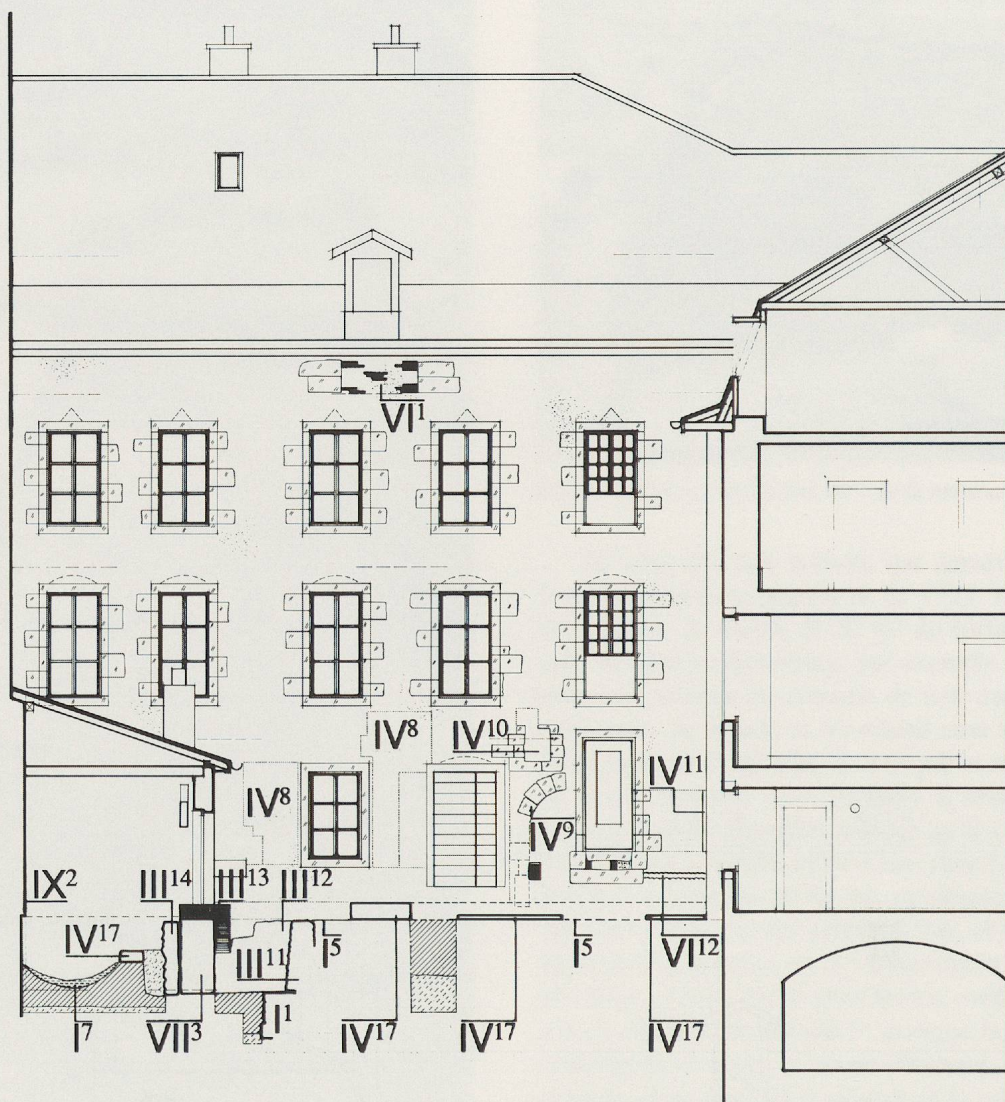 VI¹
IV⁸
IV¹⁰
IV¹¹
IV⁸
IV⁹
IX²
III¹⁴
III¹³
III¹²
IV¹⁷
I⁵
I⁵
VI¹²
III¹¹
I⁷
VII³
I¹
IV¹⁷
IV¹⁷
IV¹⁷